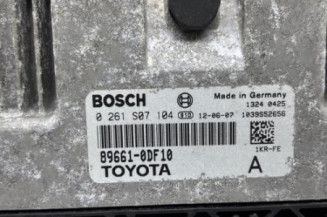 BOSCH Made in Germany
1324 0425
0 261 S07 104 K10 12-06-07 1039S52656
1KR-FE
89661-0DF10
TOYOTA A